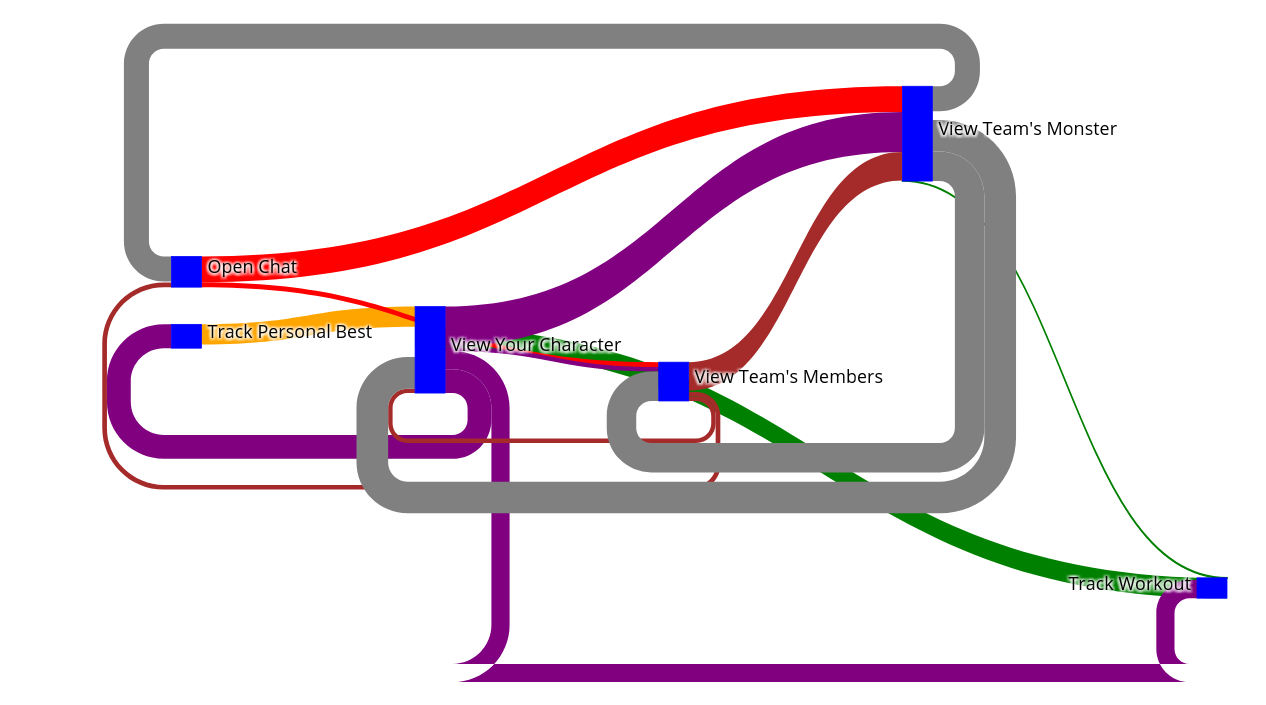 View Team's Monster
Open Chat
Track Personal Best
View Your Character
View Team's Members
Track Workout